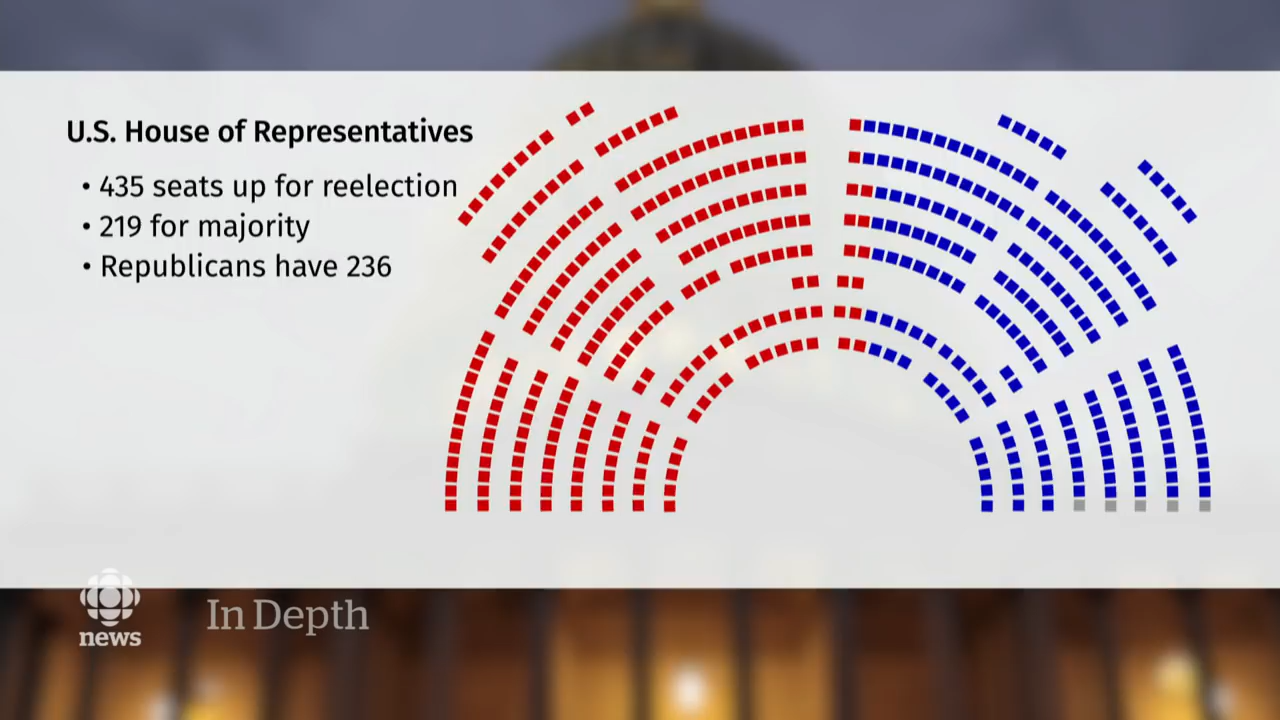 U.S. House of Representatives
• 435 seats up for reelection
• 219 for majority
• Republicans have 236
news
In Depth